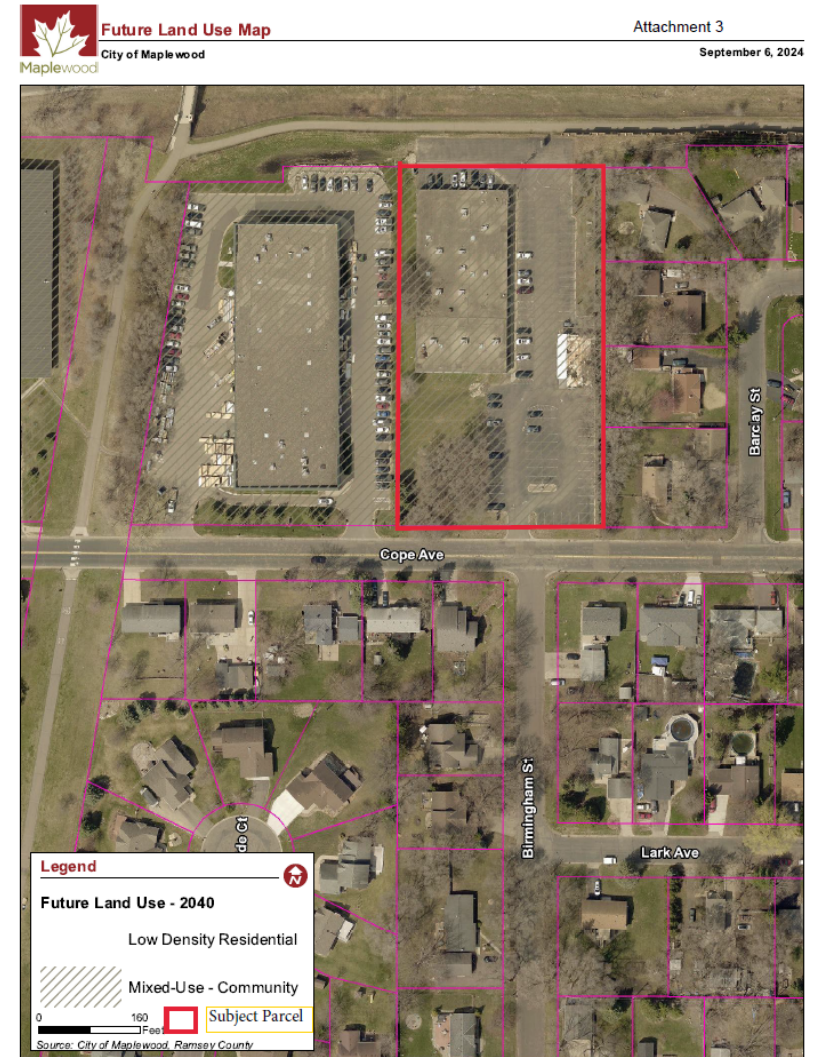 Future Land Use Map
Attachment 3
City of Maplewood
September 6, 2024
Maplewood
Barclay St
Cope Ave
Birmingham St
de Ct
Lark Ave
Legend
N
Future Land Use - 2040
Low Density Residential
Mixed-Use - Community
0 160
Feet
Subject Parcel
Source: City of Maplewood, Ramsey County